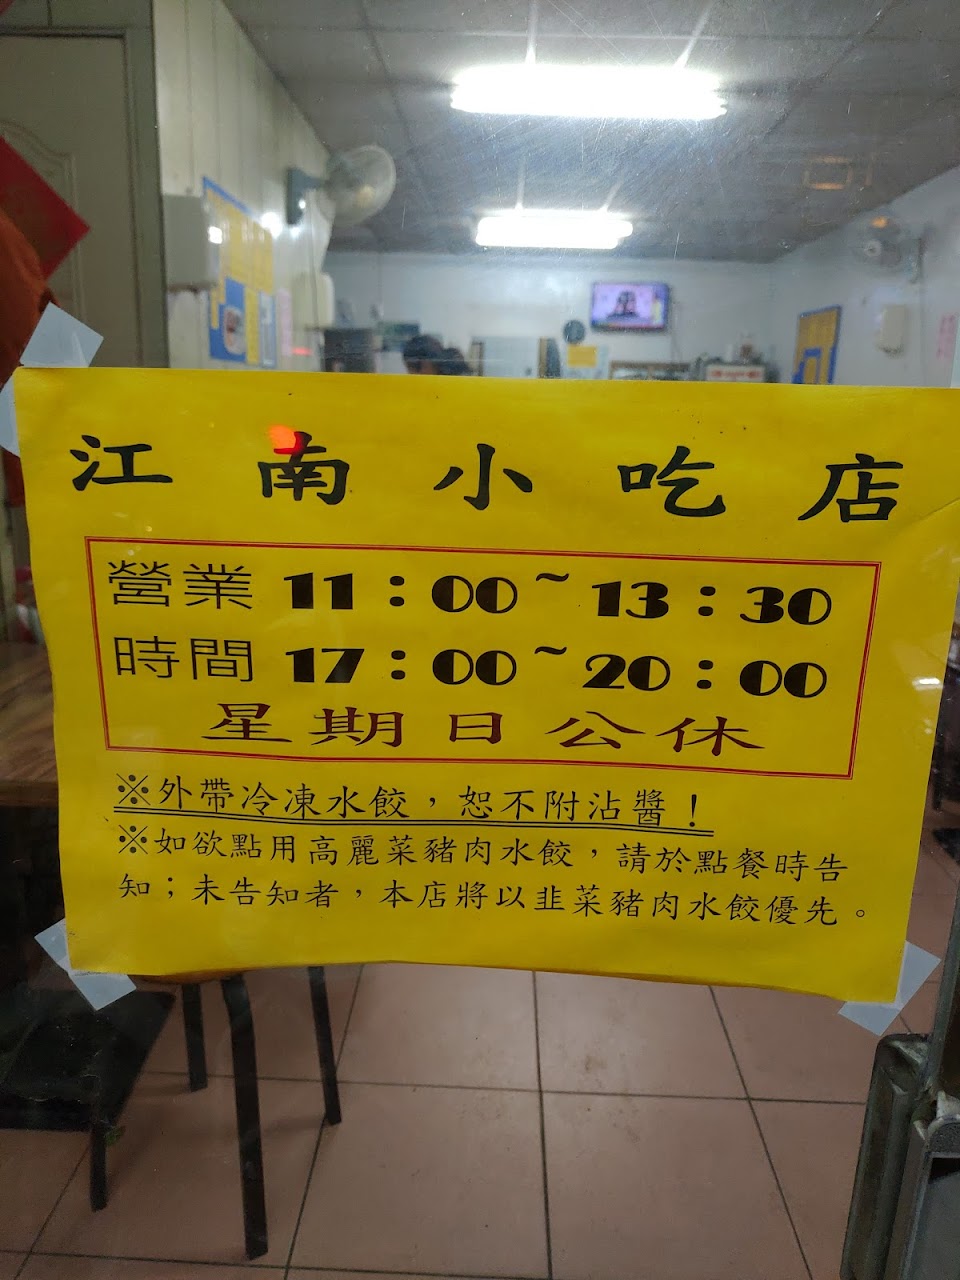 江南小吃店
營業 11：00~13：30
時間 17：00~20：00
星期日公休
※外帶冷凍水餃，恕不附沾醬！
※如欲點用高麗菜豬肉水餃，請於點餐時告
知；未告知者，本店將以韭菜豬肉水餃優先。